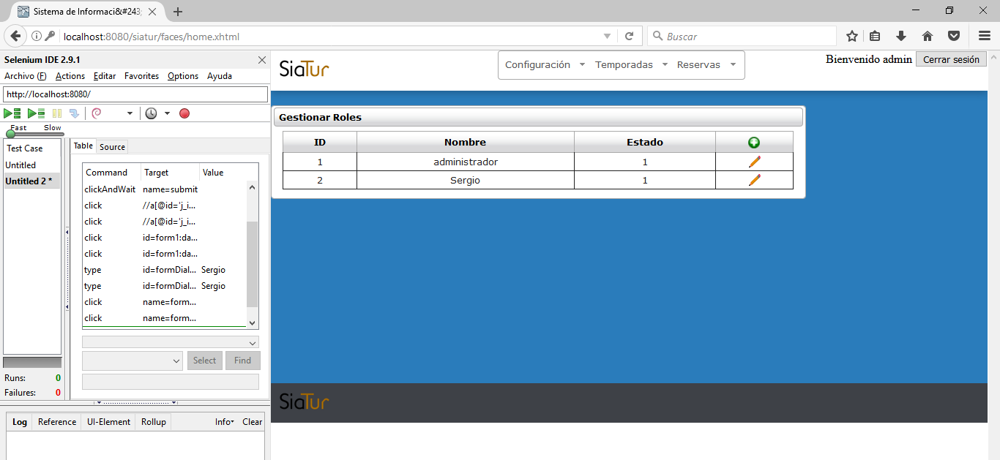 Sistema de Informaci&#243;
localhost:8080/siatur/faces/home.xhtml
Buscar
Selenium IDE 2.9.1
Archivo (F) Actions Editar Favorites Options Ayuda
http://localhost:8080/
Fast Slow
Test Case
Untitled
Untitled 2 *
Table Source
Command Target Value
clickAndWait name=submit
click //a[@id='j_i...
click //a[@id='j_i...
click id=form1:da...
click id=form1:da...
type id=formDial... Sergio
type id=formDial... Sergio
click name=form...
click name=form...
Select Find
Runs: 0
Failures: 0
Log Reference UI-Element Rollup Info Clear
SiaTur
Configuración Temporadas Reservas
Bienvenido admin Cerrar sesión
Gestionar Roles
ID Nombre Estado
1 administrador 1
2 Sergio 1
SiaTur